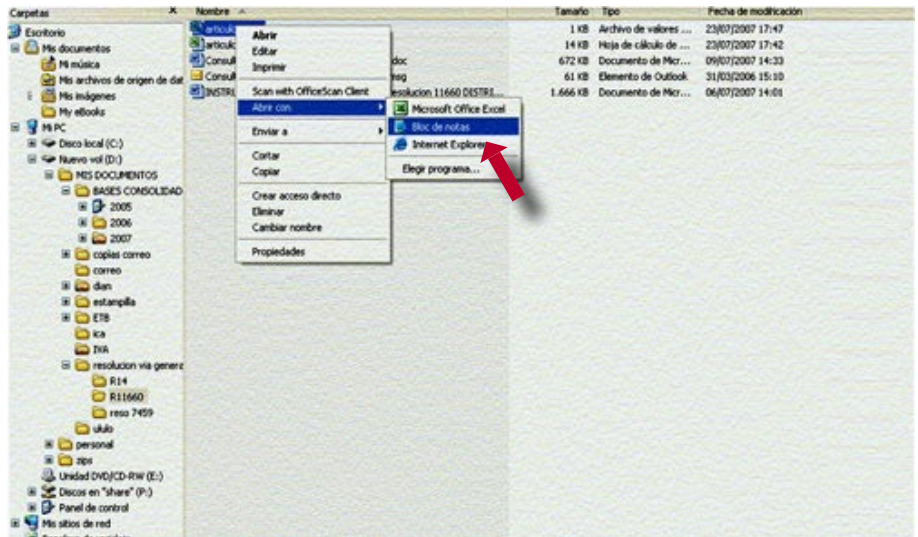 Carpetas
Nombre Tamaño Tipo Fecha de modificación
Escritorio
Mis documentos
Mi música
Mis archivos de origen de dat
Mis imágenes
My eBooks
Mi PC
Disco local (C:)
Nuevo vol (D:)
MIS DOCUMENTOS
BASES CONSOLIDAD
2005
2006
2007
copias correo
correo
dian
estampilla
ETB
ica
IVA
resolucion via genera
R14
R11660
reso 7459
ululo
personal
zips
Unidad DVD/CD-RW (E:)
Discos en "share" (P:)
Panel de control
Mis sitios de red
articulo 1 KB Archivo de valores ... 23/07/2007 17:47
articulo 14 KB Hoja de cálculo de ... 23/07/2007 17:42
Consul doc 672 KB Documento de Micr... 09/07/2007 14:33
Consul msg 61 KB Elemento de Outlook 31/03/2006 15:10
INSTRU esolucion 11660 DISTRI... 1.666 KB Documento de Micr... 06/07/2007 14:01
Abrir
Editar
Imprimir
Scan with OfficeScan Client
Abrir con
Enviar a
Cortar
Copiar
Crear acceso directo
Eliminar
Cambiar nombre
Propiedades
Microsoft Office Excel
Bloc de notas
Internet Explorer
Elegir programa...